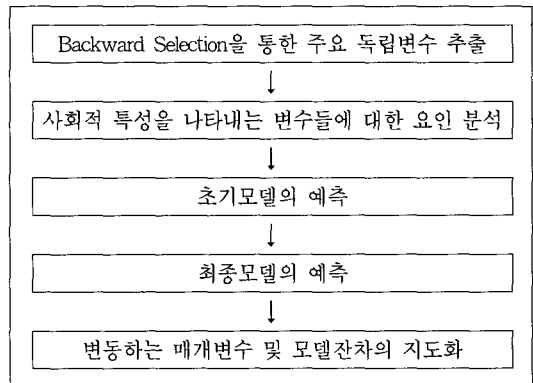 Backward Selection을 통한 주요 독립변수 추출
사회적 특성을 나타내는 변수들에 대한 요인 분석
초기모델의 예측
최종모델의 예측
변동하는 매개변수 및 모델잔차의 지도화